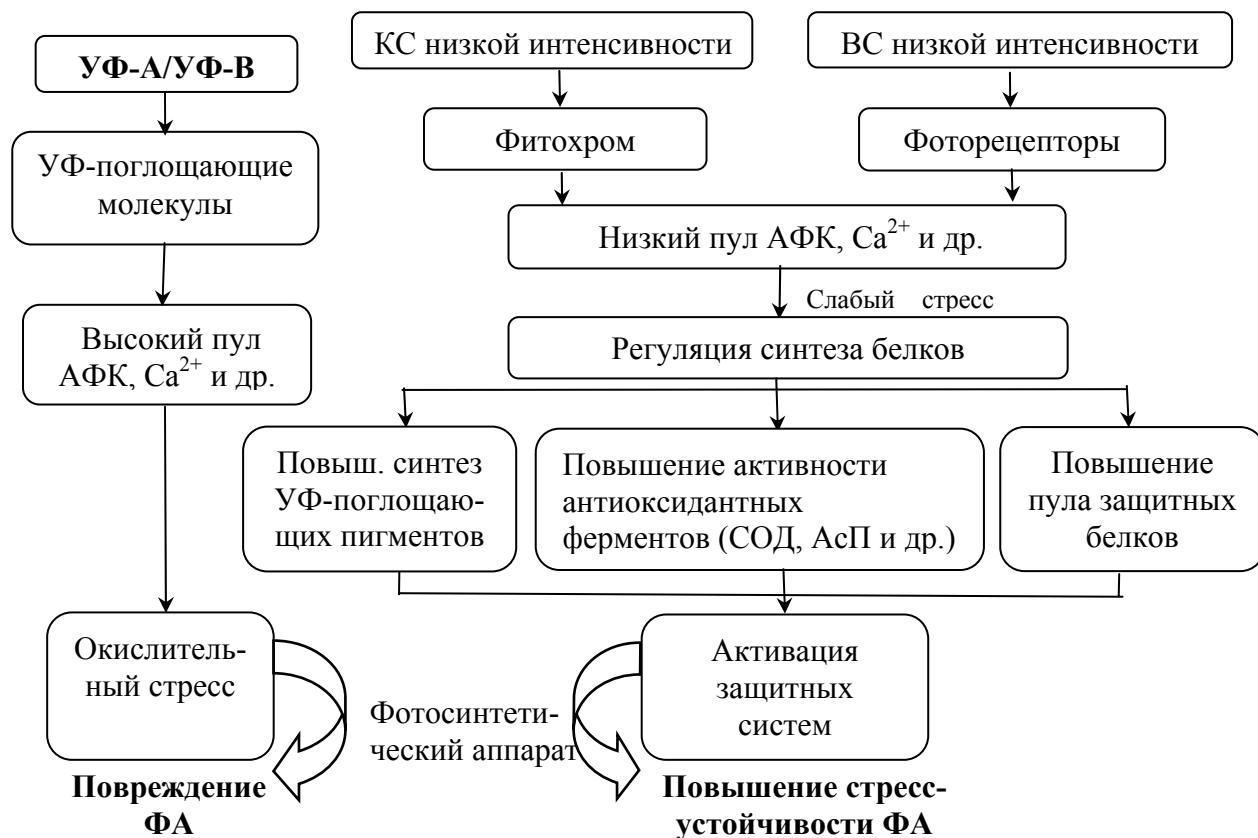 УФ-А/УФ-В
УФ-поглощающие
молекулы
Высокий пул
АФК, Ca²⁺ и др.
Окислитель-
ный стресс
Повреждение
ФА
КС низкой интенсивности
ВС низкой интенсивности
Фитохром
Фоторецепторы
Низкий пул АФК, Ca²⁺ и др.
Слабый стресс
Регуляция синтеза белков
Повыш. синтез
УФ-поглощаю-
щих пигментов
Повышение активности
антиоксидантных
ферментов (СОД, АсП и др.)
Повышение
пула защитных
белков
Фотосинтети-
ческий аппарат
Активация
защитных
систем
Повышение стресс-
устойчивости ФА